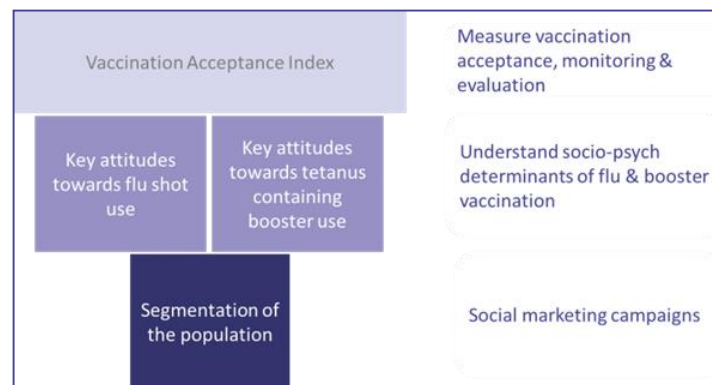 Vaccination Acceptance Index
Measure vaccination
acceptance, monitoring &
evaluation
Key attitudes
towards flu shot
use
Key attitudes
towards tetanus
containing
booster use
Understand socio-psych
determinants of flu & booster
vaccination
Segmentation of
the population
Social marketing campaigns